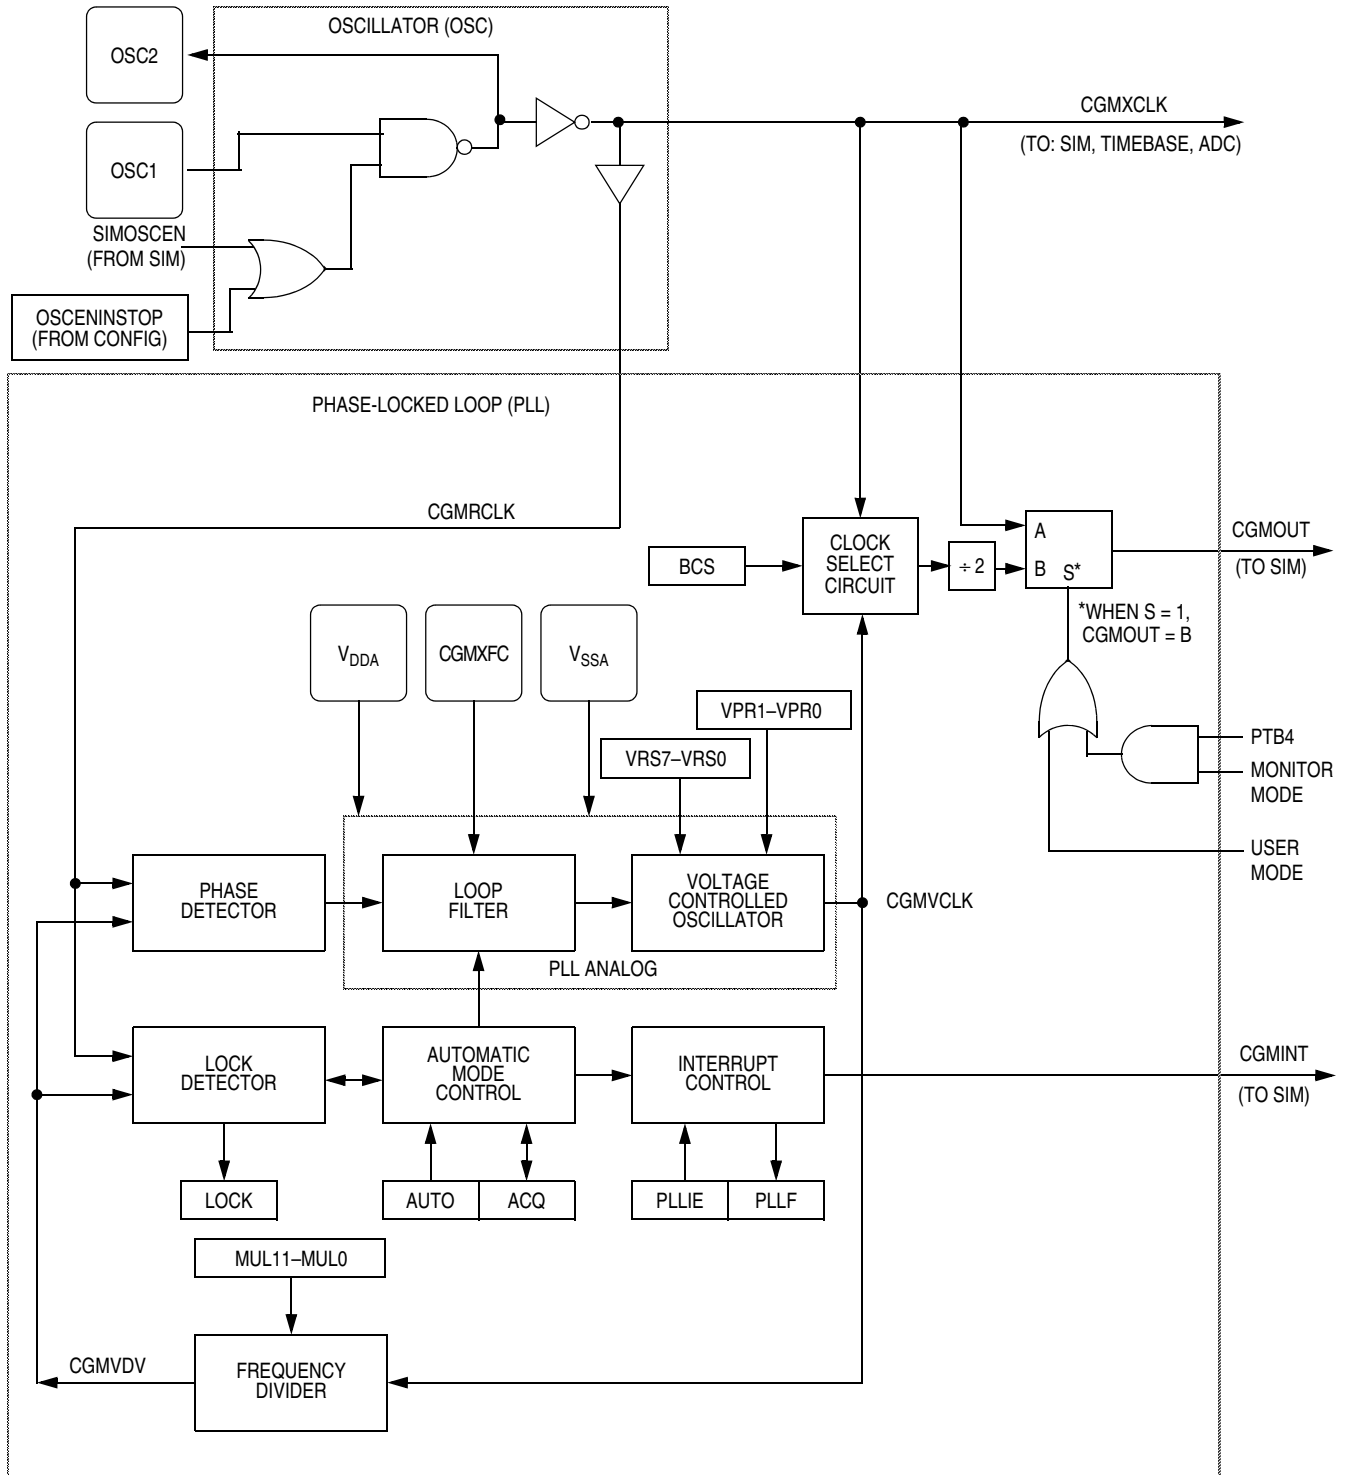 OSCILLATOR (OSC)
OSC2
CGMXCLK
(TO: SIM, TIMEBASE, ADC)
OSC1
SIMOSCEN
(FROM SIM)
OSCENINSTOP
(FROM CONFIG)
PHASE-LOCKED LOOP (PLL)
CGMRCLK
BCS
CLOCK
SELECT
CIRCUIT
÷ 2
A
B S*
CGMOUT
(TO SIM)
*WHEN S = 1,
CGMOUT = B
VDDA
CGMXFC
VSSA
VPR1–VPR0
VRS7–VRS0
PTB4
MONITOR
MODE
USER
MODE
PHASE
DETECTOR
LOOP
FILTER
VOLTAGE
CONTROLLED
OSCILLATOR
CGMVCLK
PLL ANALOG
LOCK
DETECTOR
AUTOMATIC
MODE
CONTROL
INTERRUPT
CONTROL
CGMINT
(TO SIM)
LOCK
AUTO
ACQ
PLLIE
PLLF
MUL11–MUL0
CGMVDV
FREQUENCY
DIVIDER